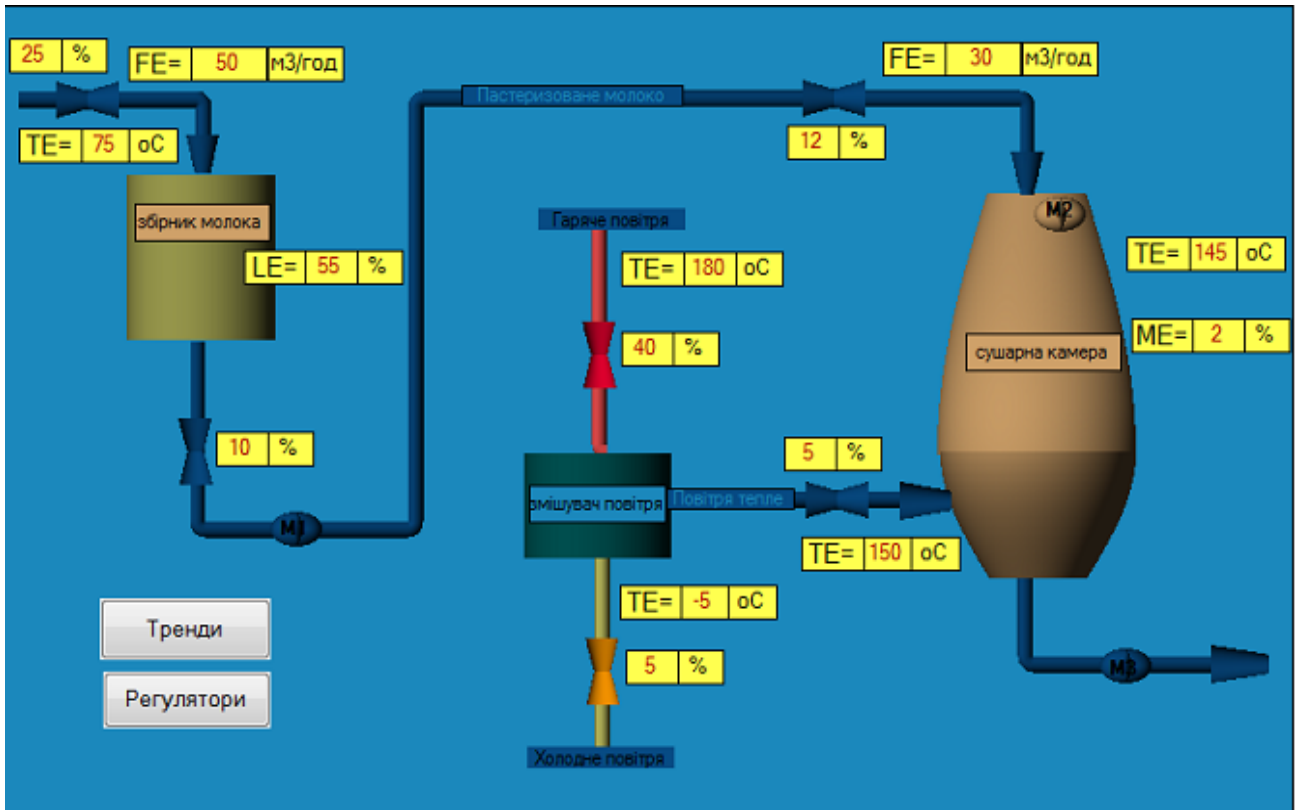 25 %
FE= 50 м3/год
TE= 75 оС
збірник молока
LE= 55 %
10 %
M1
Пастеризоване молоко
12 %
FE= 30 м3/год
M2
TE= 145 оС
ME= 2 %
сушарна камера
Гаряче повітря
TE= 180 оС
40 %
змішувач повітря
Повітря тепле
5 %
TE= 150 оС
TE= -5 оС
5 %
Холодне повітря
M3
Тренди
Регулятори